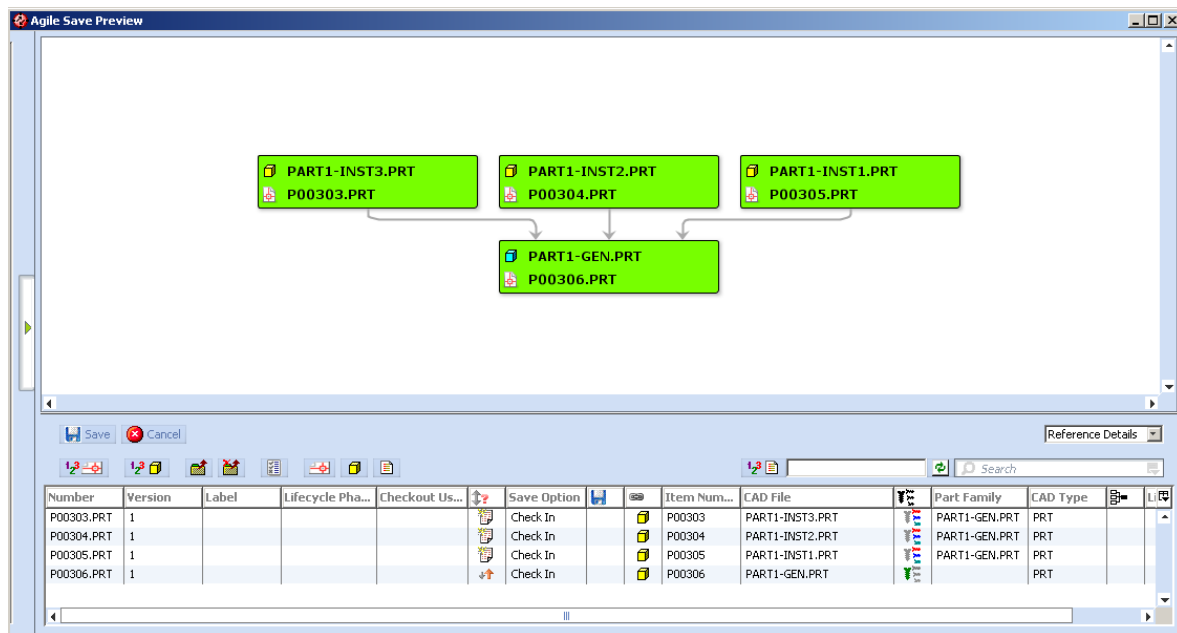 Agile Save Preview
PART1-INST3.PRT
P00303.PRT
PART1-INST2.PRT
P00304.PRT
PART1-INST1.PRT
P00305.PRT
PART1-GEN.PRT
P00306.PRT
Save Cancel Reference Details
Search
Number Version Label Lifecycle Pha... Checkout Us... Save Option Item Num... CAD File Part Family CAD Type Li
P00303.PRT 1 Check In P00303 PART1-INST3.PRT PART1-GEN.PRT PRT
P00304.PRT 1 Check In P00304 PART1-INST2.PRT PART1-GEN.PRT PRT
P00305.PRT 1 Check In P00305 PART1-INST1.PRT PART1-GEN.PRT PRT
P00306.PRT 1 Check In P00306 PART1-GEN.PRT PRT